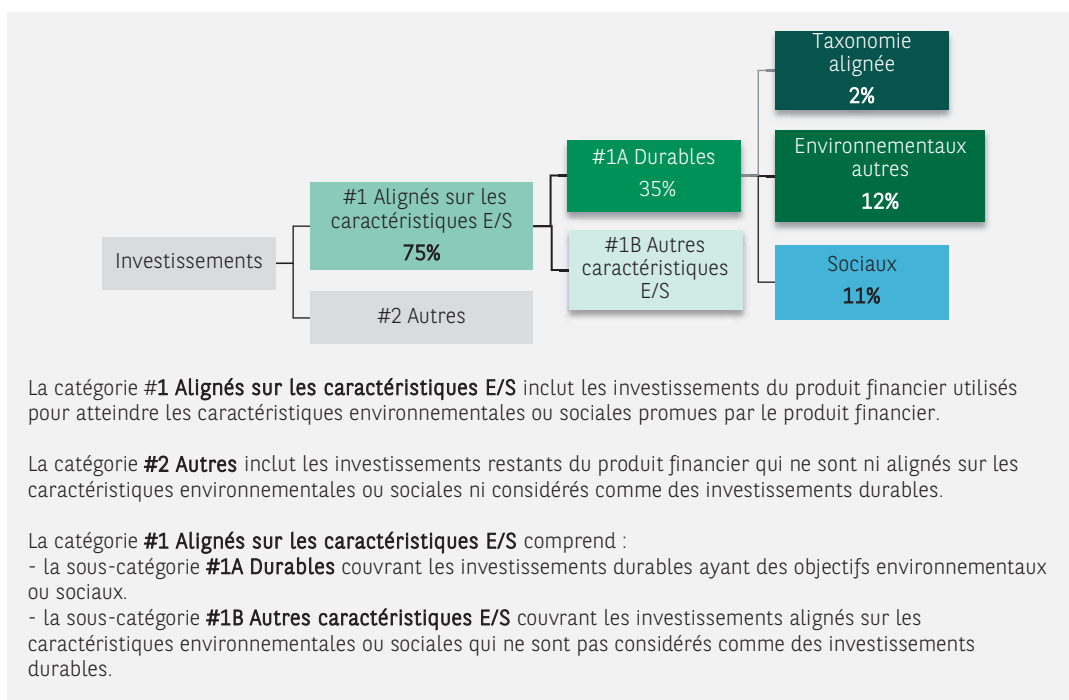 Taxonomie
alignée
2%
#1A Durables
35%
Environnementaux
autres
12%
#1 Alignés sur les
caractéristiques E/S
75%
Investissements
#1B Autres
caractéristiques
E/S
Sociaux
11%
#2 Autres
La catégorie #1 Alignés sur les caractéristiques E/S inclut les investissements du produit financier utilisés
pour atteindre les caractéristiques environnementales ou sociales promues par le produit financier.
La catégorie #2 Autres inclut les investissements restants du produit financier qui ne sont ni alignés sur les
caractéristiques environnementales ou sociales ni considérés comme des investissements durables.
La catégorie #1 Alignés sur les caractéristiques E/S comprend :
- la sous-catégorie #1A Durables couvrant les investissements durables ayant des objectifs environnementaux
ou sociaux.
- la sous-catégorie #1B Autres caractéristiques E/S couvrant les investissements alignés sur les
caractéristiques environnementales ou sociales qui ne sont pas considérés comme des investissements
durables.